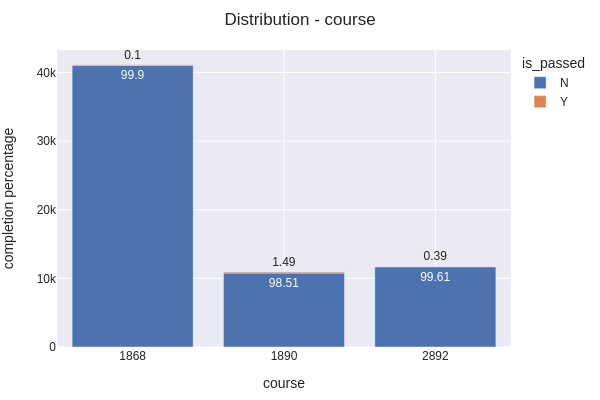 Distribution - course
is_passed
N
Y
completion percentage
40k
30k
20k
10k
0
0.1
99.9
1.49
98.51
0.39
99.61
1868
1890
2892
course